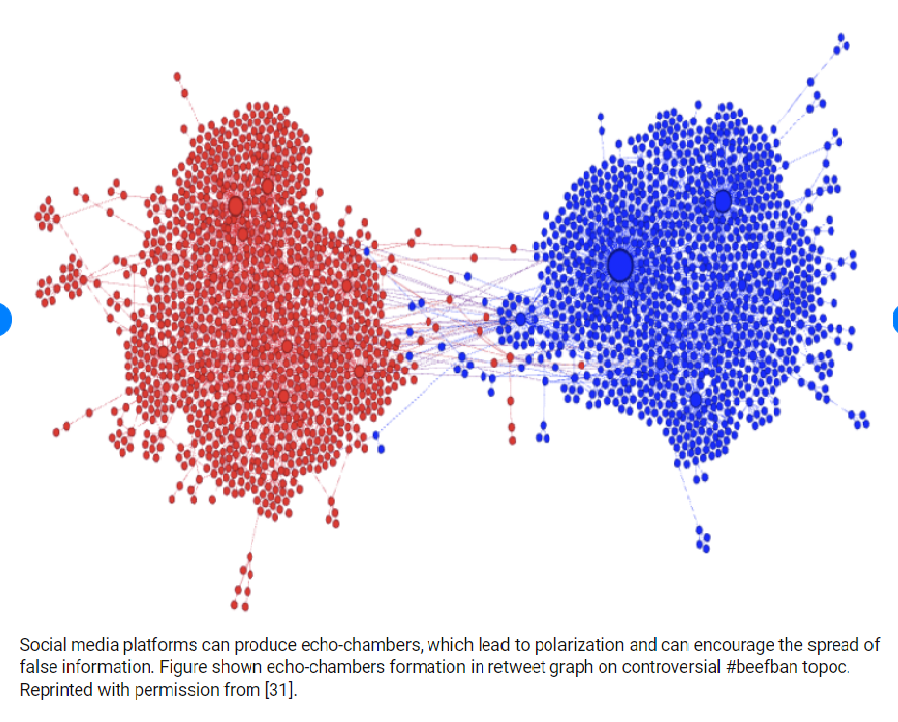 Social media platforms can produce echo-chambers, which lead to polarization and can encourage the spread of
false information. Figure shown echo-chambers formation in retweet graph on controversial #beefban topoc.
Reprinted with permission from [31].